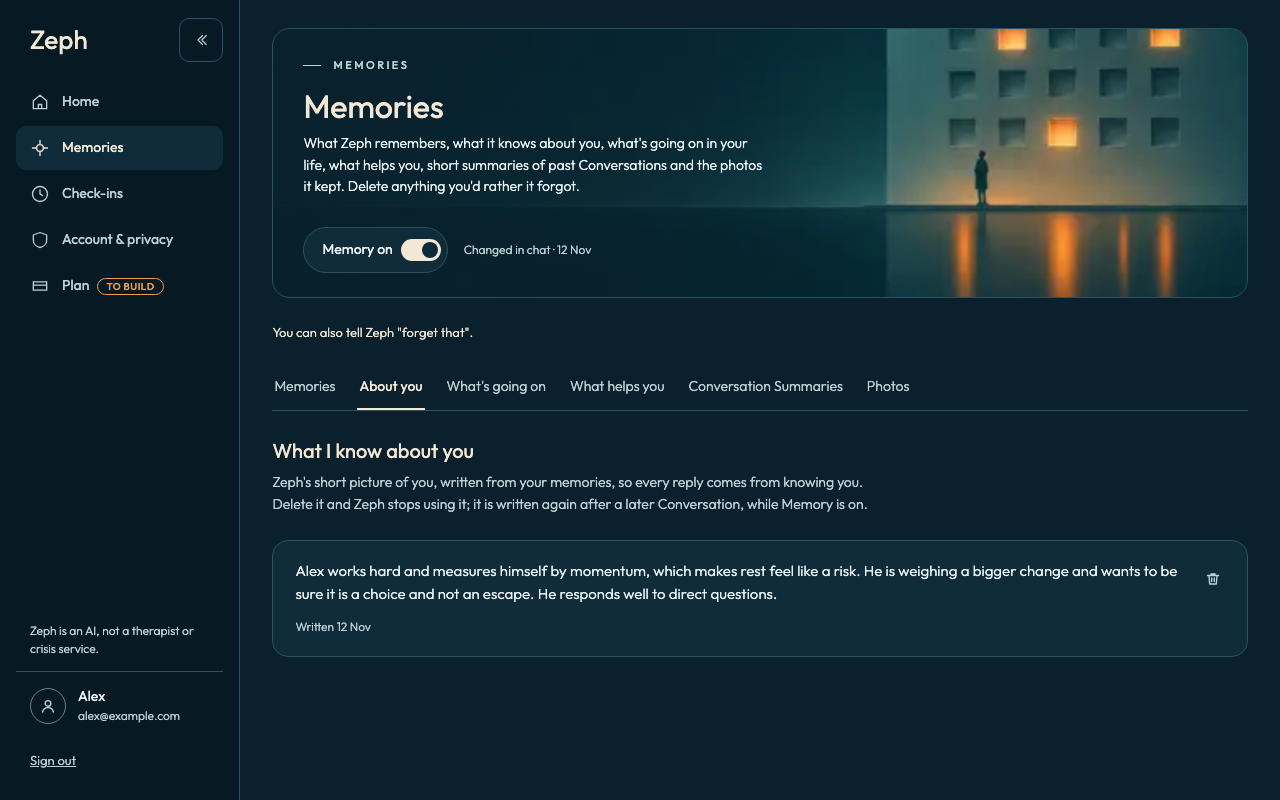 Zeph
Home
Memories
Check-ins
Account & privacy
Plan TO BUILD
Zeph is an AI, not a therapist or
crisis service.
Alex
alex@example.com
Sign out
MEMORIES
Memories
What Zeph remembers, what it knows about you, what's going on in your
life, what helps you, short summaries of past Conversations and the photos
it kept. Delete anything you'd rather it forgot.
Memory on
Changed in chat · 12 Nov
You can also tell Zeph "forget that".
Memories
About you
What's going on
What helps you
Conversation Summaries
Photos
What I know about you
Zeph's short picture of you, written from your memories, so every reply comes from knowing you.
Delete it and Zeph stops using it; it is written again after a later Conversation, while Memory is on.
Alex works hard and measures himself by momentum, which makes rest feel like a risk. He is weighing a bigger change and wants to be
sure it is a choice and not an escape. He responds well to direct questions.
Written 12 Nov